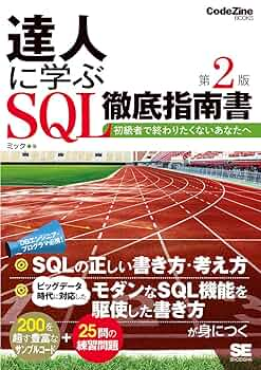 CodeZine
BOOKS
達人
に学ぶ
第2版
SQL徹底指南書
初級者で終わりたくないあなたへ
ミック 著
DBエンジニア・
プログラマ必携!
SQLの正しい書き方・考え方
ビッグデータ
時代に対応した
モダンなSQL機能を
駆使した書き方
が身につく
200を
超す豊富な
サンプルコード
+
25問の
練習問題
SE
SHOEISHA